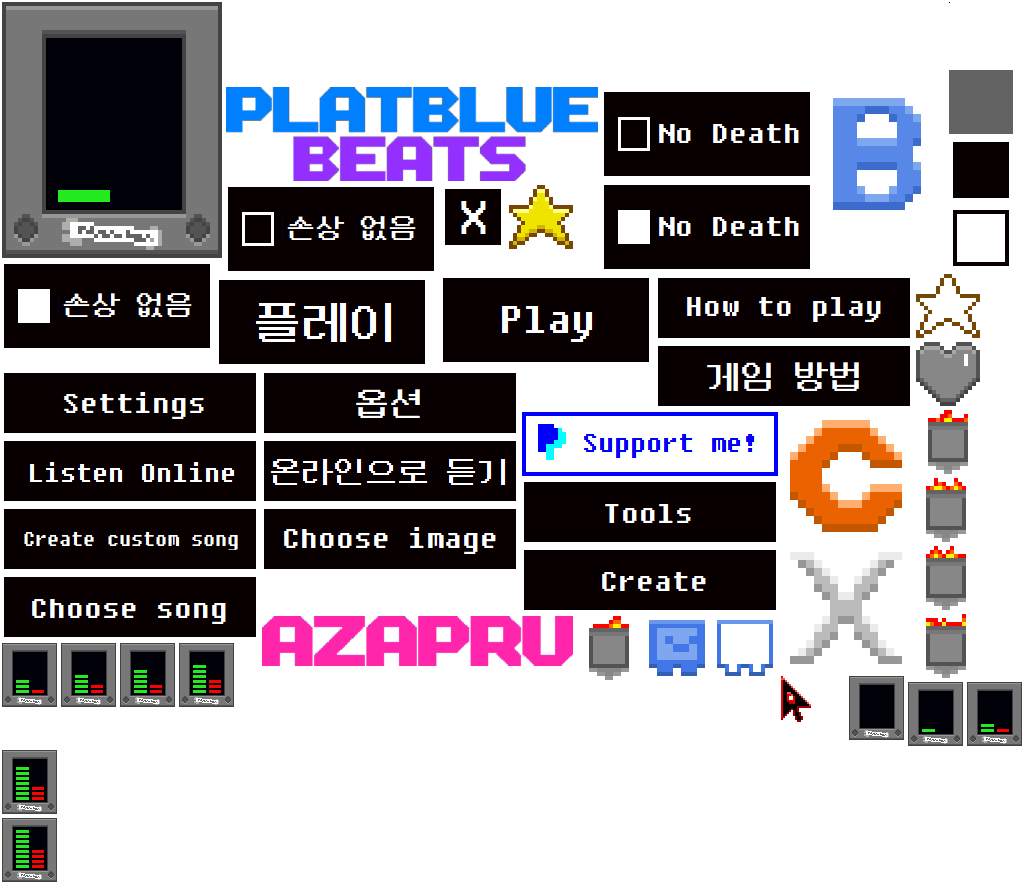 PLATBLUE
BEATS
No Death
B
손상 없음
X
No Death
손상 없음
플레이
Play
How to play
게임 방법
Settings
옵션
Support me!
C
Listen Online
온라인으로 듣기
Tools
Create custom song
Choose image
Create
X
Choose song
AZAPRU